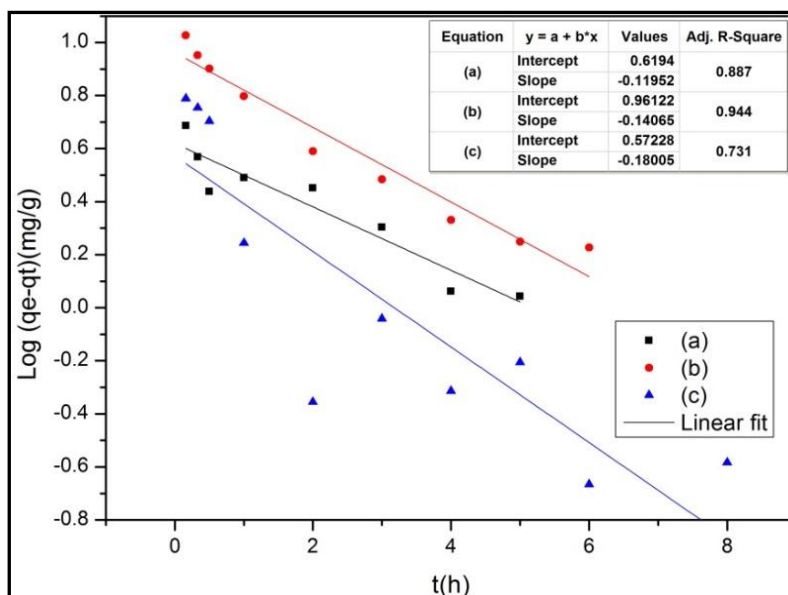 Equation y = a + b*x Values Adj. R-Square
(a) Intercept 0.6194 0.887
Slope -0.11952
(b) Intercept 0.96122 0.944
Slope -0.14065
(c) Intercept 0.57228 0.731
Slope -0.18005
1.0
0.8
0.6
0.4
0.2
0.0
-0.2
-0.4
-0.6
-0.8
Log (qe-qt)(mg/g)
(a)
(b)
(c)
Linear fit
0 2 4 6 8
t(h)